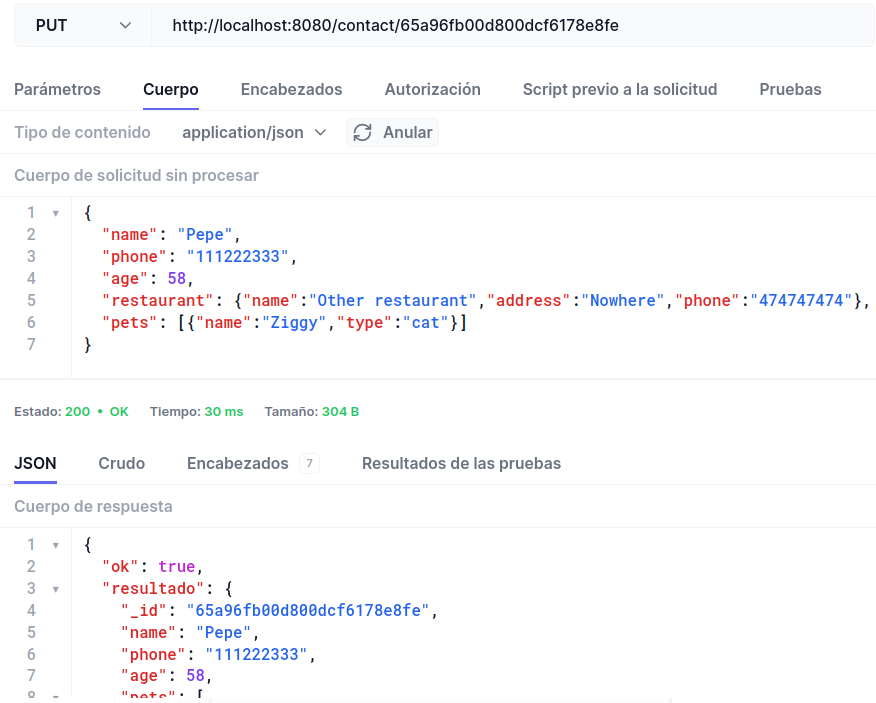 PUT http://localhost:8080/contact/65a96fb00d800dcf6178e8fe
Parámetros Cuerpo Encabezados Autorización Script previo a la solicitud Pruebas
Tipo de contenido application/json Anular
Cuerpo de solicitud sin procesar
1 {
2 "name": "Pepe",
3 "phone": "111222333",
4 "age": 58,
5 "restaurant": {"name":"Other restaurant","address":"Nowhere","phone":"474747474"},
6 "pets": [{"name":"Ziggy","type":"cat"}]
7 }
Estado: 200 • OK Tiempo: 30 ms Tamaño: 304 B
JSON Crudo Encabezados 7 Resultados de las pruebas
Cuerpo de respuesta
1 {
2 "ok": true,
3 "resultado": {
4 "_id": "65a96fb00d800dcf6178e8fe",
5 "name": "Pepe",
6 "phone": "111222333",
7 "age": 58,
8 "pets": [